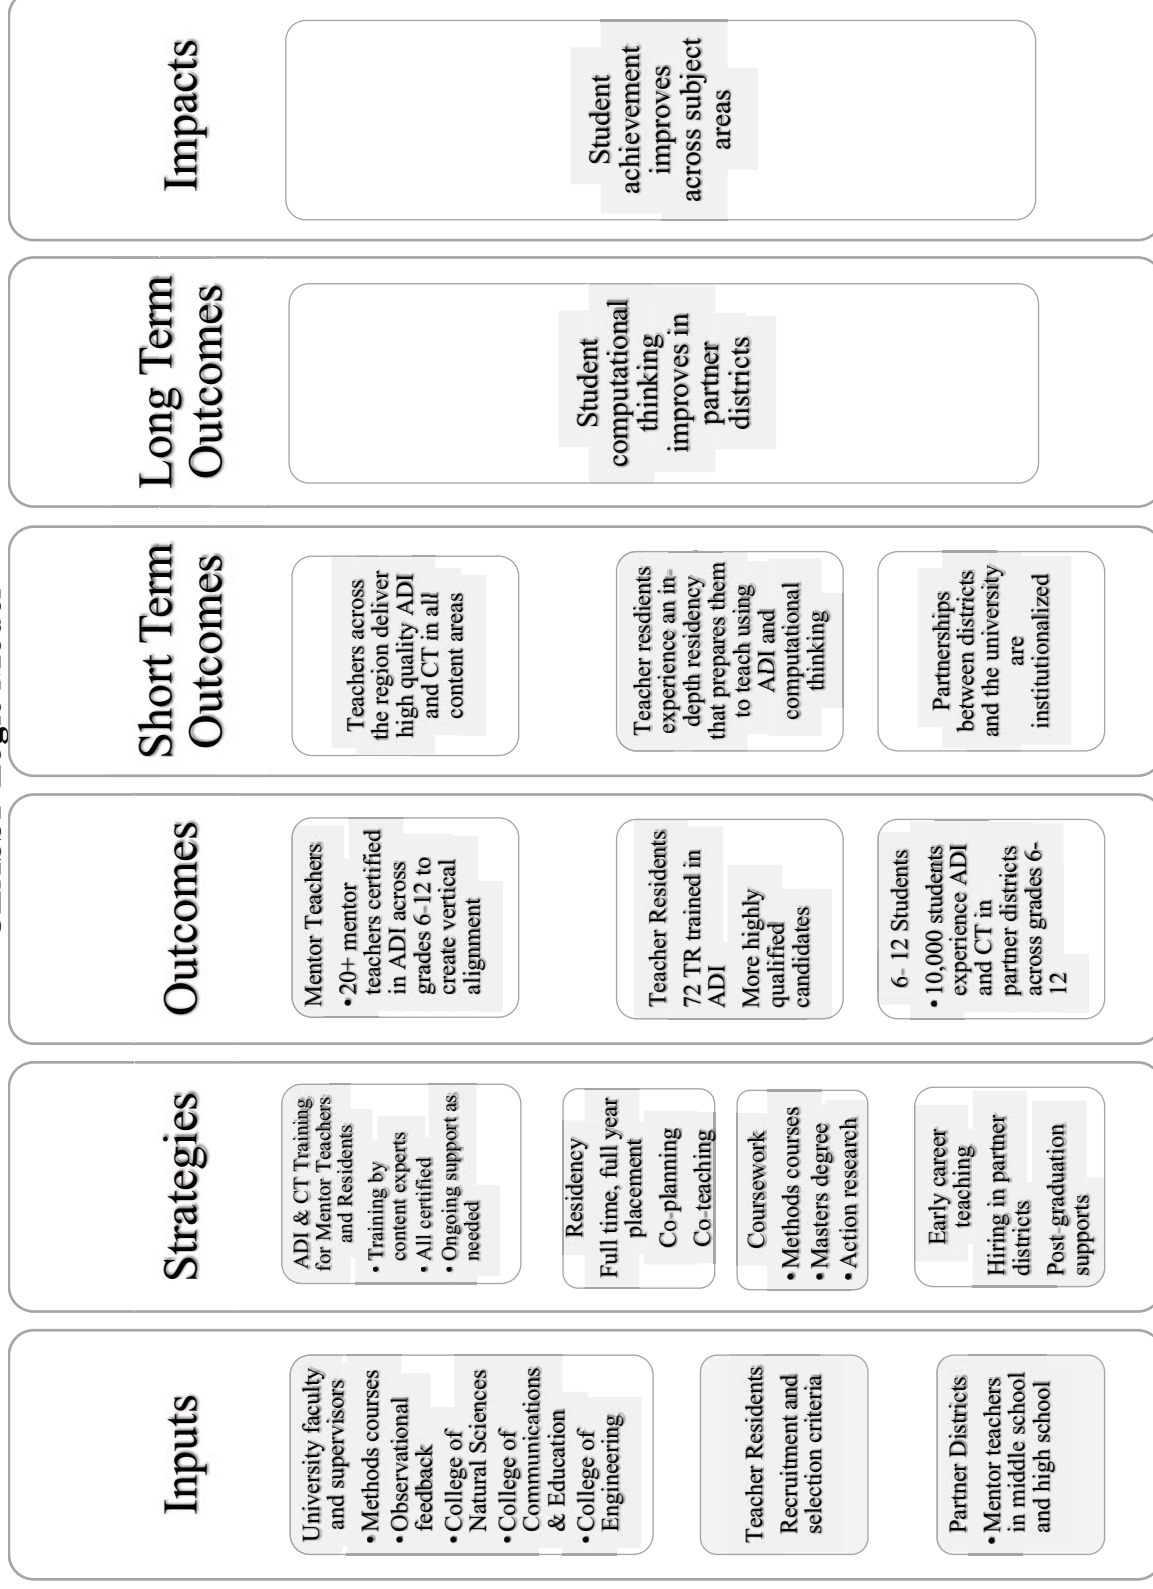 Inputs
University faculty
and supervisors
•Methods courses
•Observational
feedback
•College of
Natural Sciences
•College of
Communications
& Education
•College of
Engineering
Teacher Residents
Recruitment and
selection criteria
Partner Districts
•Mentor teachers
in middle school
and high school
Strategies
ADI & CT Training
for Mentor Teachers
and Residents
•Training by
content experts
•All certified
•Ongoing support as
needed
Residency
Full time, full year
placement
Co-planning
Co-teaching
Coursework
•Methods courses
•Masters degree
•Action research
Early career
teaching
Hiring in partner
districts
Post-graduation
supports
Outcomes
Mentor Teachers
•20+ mentor
teachers certified
in ADI across
grades 6-12 to
create vertical
alignment
Teacher Residents
72 TR trained in
ADI
More highly
qualified
candidates
6- 12 Students
•10,000 students
experience ADI
and CT in
partner districts
across grades 6-
12
Short Term
Outcomes
Teachers across
the region deliver
high quality ADI
and CT in all
content areas
Teacher resdients
experience an in-
depth residency
that prepares them
to teach using
ADI and
computational
thinking
Partnerships
between districts
and the university
are
institutionalized
Long Term
Outcomes
Student
computational
thinking
improves in
partner
districts
Impacts
Student
achievement
improves
across subject
areas